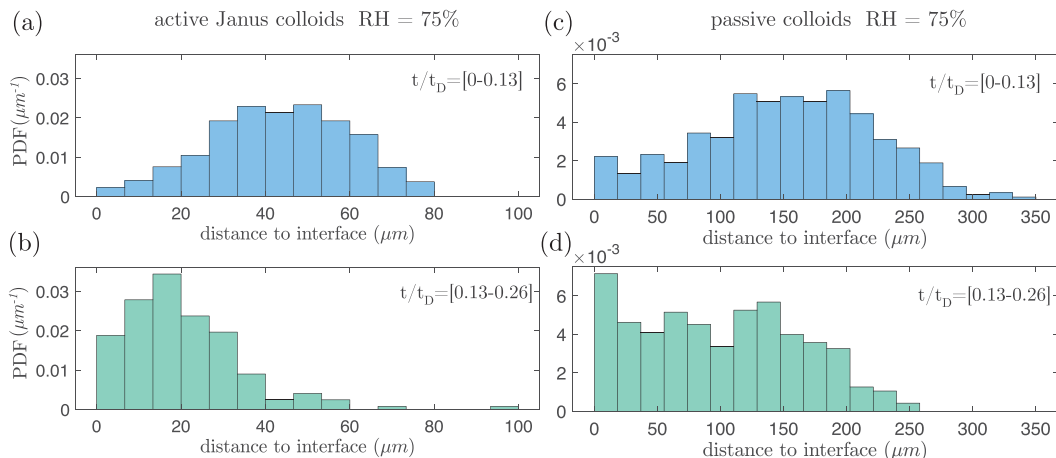 (a) active Janus colloids RH = 75%
t/t_D=[0-0.13]
PDF(μm⁻¹)
0.03
0.02
0.01
0
0 20 40 60 80 100
distance to interface (μm)
(b)
t/t_D=[0.13-0.26]
PDF(μm⁻¹)
0.03
0.02
0.01
0
0 20 40 60 80 100
distance to interface (μm)
(c) passive colloids RH = 75%
×10⁻³
t/t_D=[0-0.13]
6
4
2
0
0 50 100 150 200 250 300 350
distance to interface (μm)
(d)
×10⁻³
t/t_D=[0.13-0.26]
6
4
2
0
0 50 100 150 200 250 300 350
distance to interface (μm)